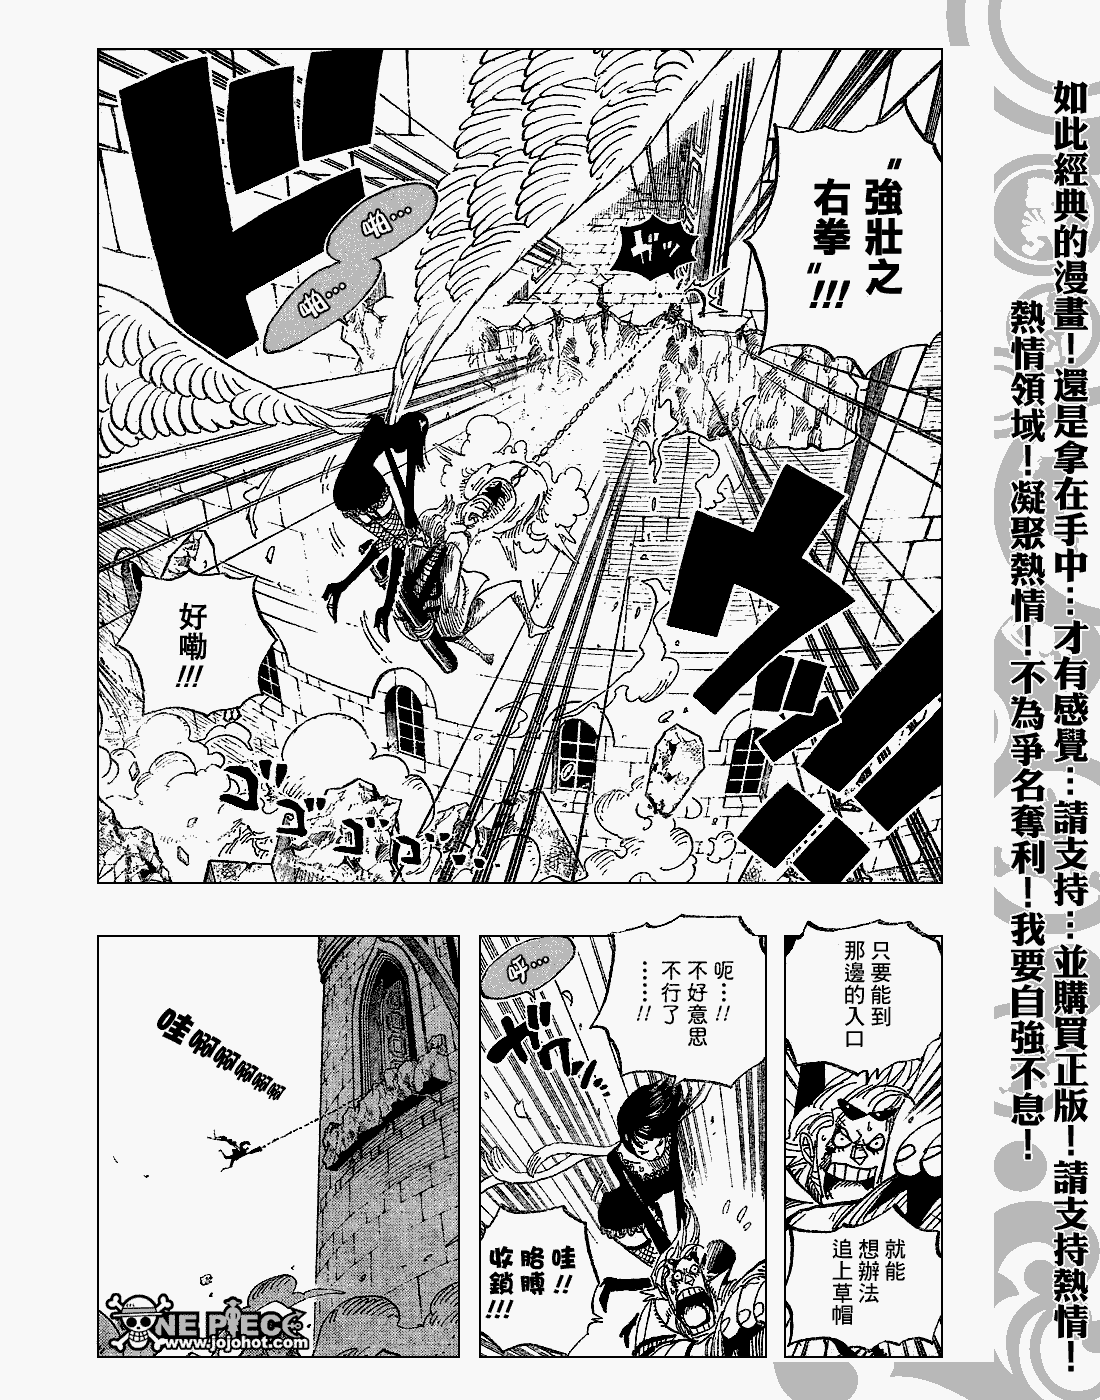 如此經典的漫畫！還是拿在手中…才有感覺…請支持…並購買正版！請支持熱情！
熱情領域！凝聚熱情！不為爭名奪利！我要自強不息！
"強壯之
右拳"!!!
ガッ
ドドッ!!!
啪…
啪…
好嘞
!!!
ゴゴゴゴ…
只要能到
那邊的入口
就能
想辦法
追上草帽
呃…!!
不好意思
不行了
……!!
呼…
哇!!
胳膊
收鎖
!!!
哇啊啊啊啊啊
ONE PIECE
www.jojohot.com